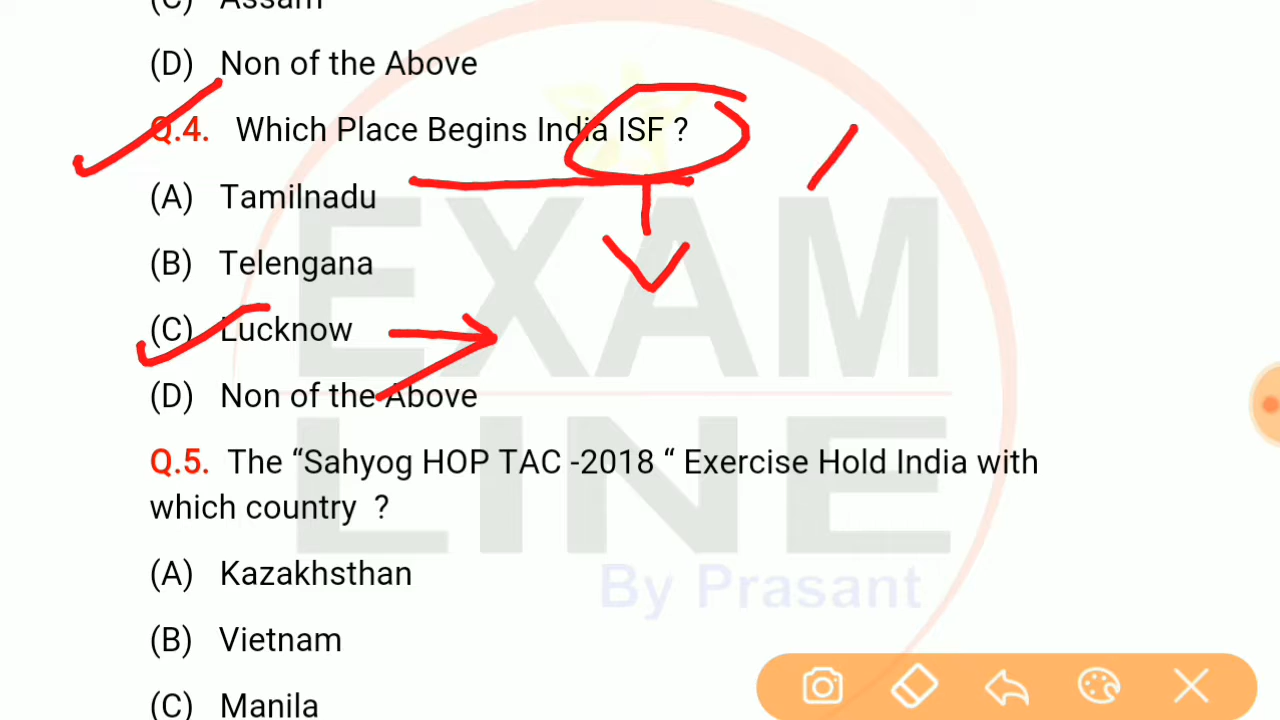 (C) Assam
(D) Non of the Above
Q.4. Which Place Begins India ISF ?
(A) Tamilnadu
(B) Telengana
(C) Lucknow
(D) Non of the Above
Q.5. The “Sahyog HOP TAC -2018 “ Exercise Hold India with
which country ?
(A) Kazakhsthan
(B) Vietnam
(C) Manila
EXAM
LINE
By Prasant